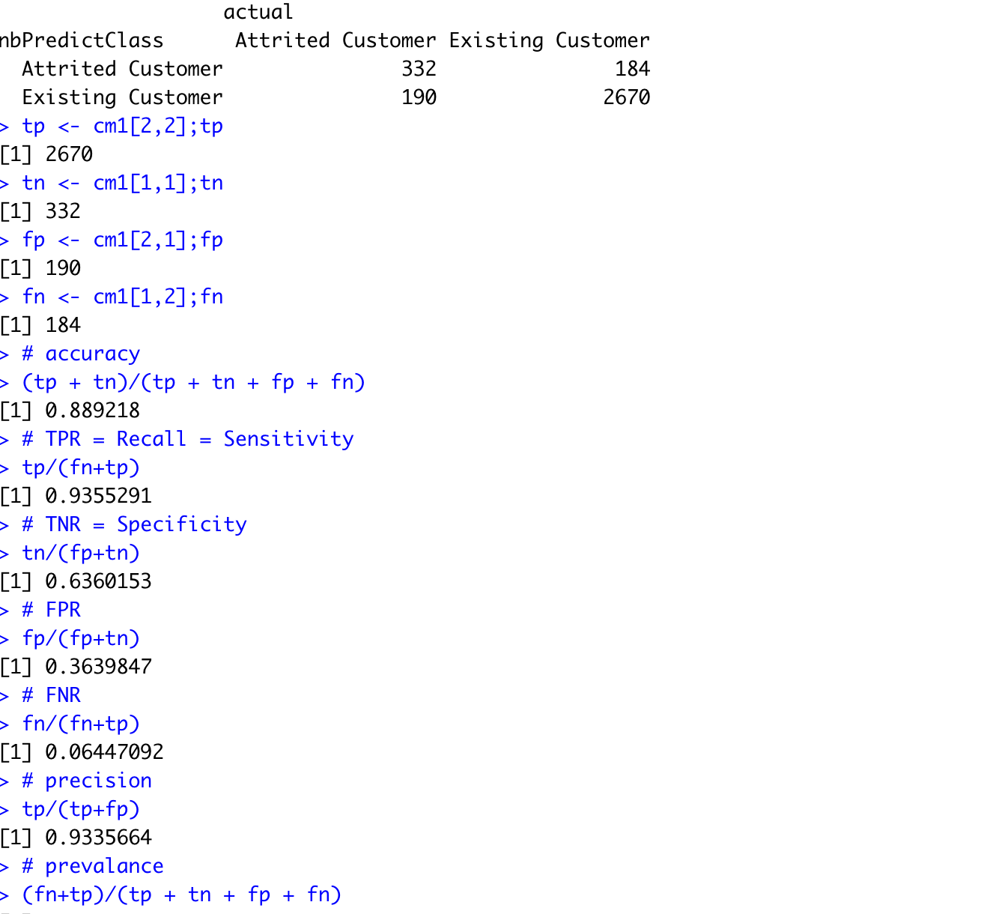 actual
nbPredictClass Attrited Customer Existing Customer
Attrited Customer 332 184
Existing Customer 190 2670
> tp <- cm1[2,2];tp
[1] 2670
> tn <- cm1[1,1];tn
[1] 332
> fp <- cm1[2,1];fp
[1] 190
> fn <- cm1[1,2];fn
[1] 184
> # accuracy
> (tp + tn)/(tp + tn + fp + fn)
[1] 0.889218
> # TPR = Recall = Sensitivity
> tp/(fn+tp)
[1] 0.9355291
> # TNR = Specificity
> tn/(fp+tn)
[1] 0.6360153
> # FPR
> fp/(fp+tn)
[1] 0.3639847
> # FNR
> fn/(fn+tp)
[1] 0.06447092
> # precision
> tp/(tp+fp)
[1] 0.9335664
> # prevalance
> (fn+tp)/(tp + tn + fp + fn)